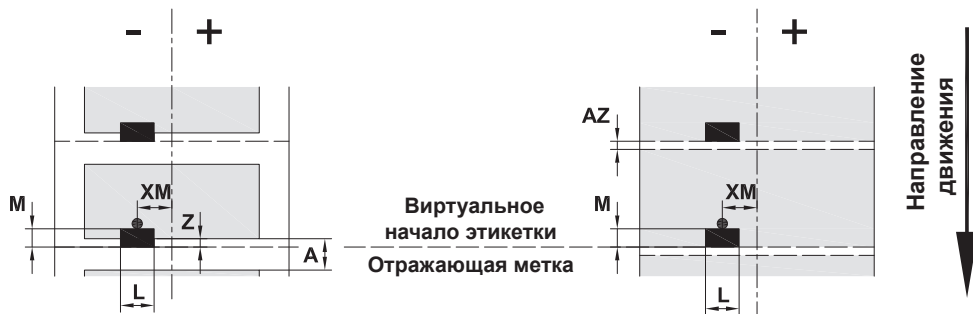 - +
XM
M
Z
A
L
Виртуальное
начало этикетки
Отражающая метка
- +
AZ
XM
M
L
Направление
движения